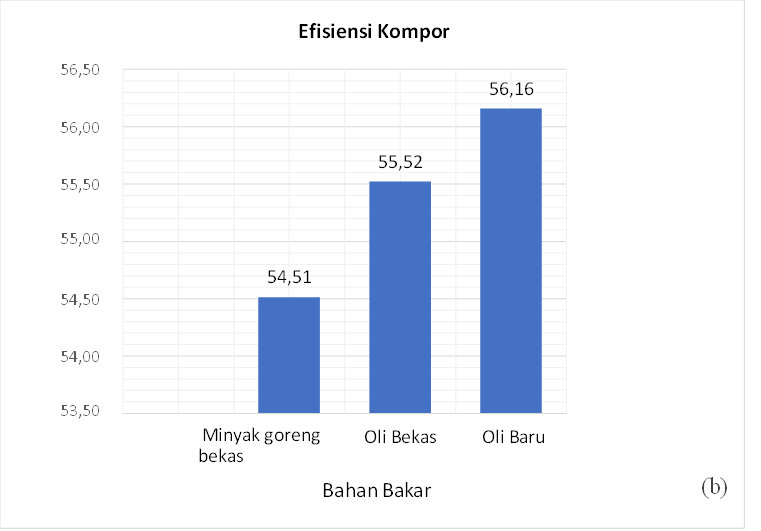 Efisiensi Kompor
56,50
56,00
55,50
55,00
54,50
54,00
53,50
54,51
55,52
56,16
Minyak goreng
bekas
Oli Bekas
Oli Baru
Bahan Bakar
(b)